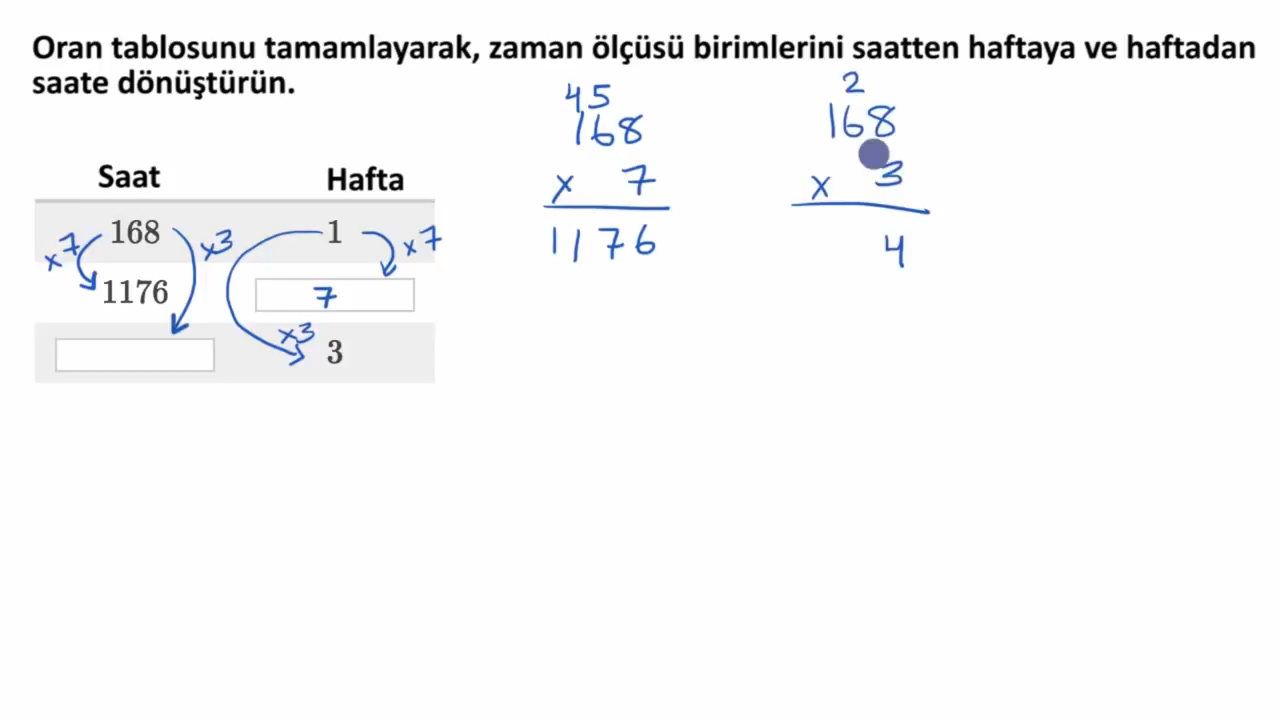 Oran tablosunu tamamlayarak, zaman ölçüsü birimlerini saatten haftaya ve haftadan
saate dönüştürün.
Saat Hafta
168 1
x7 x3 x7
1176 7
x3
3
45
168
x 7
1176
2
168
x 3
4